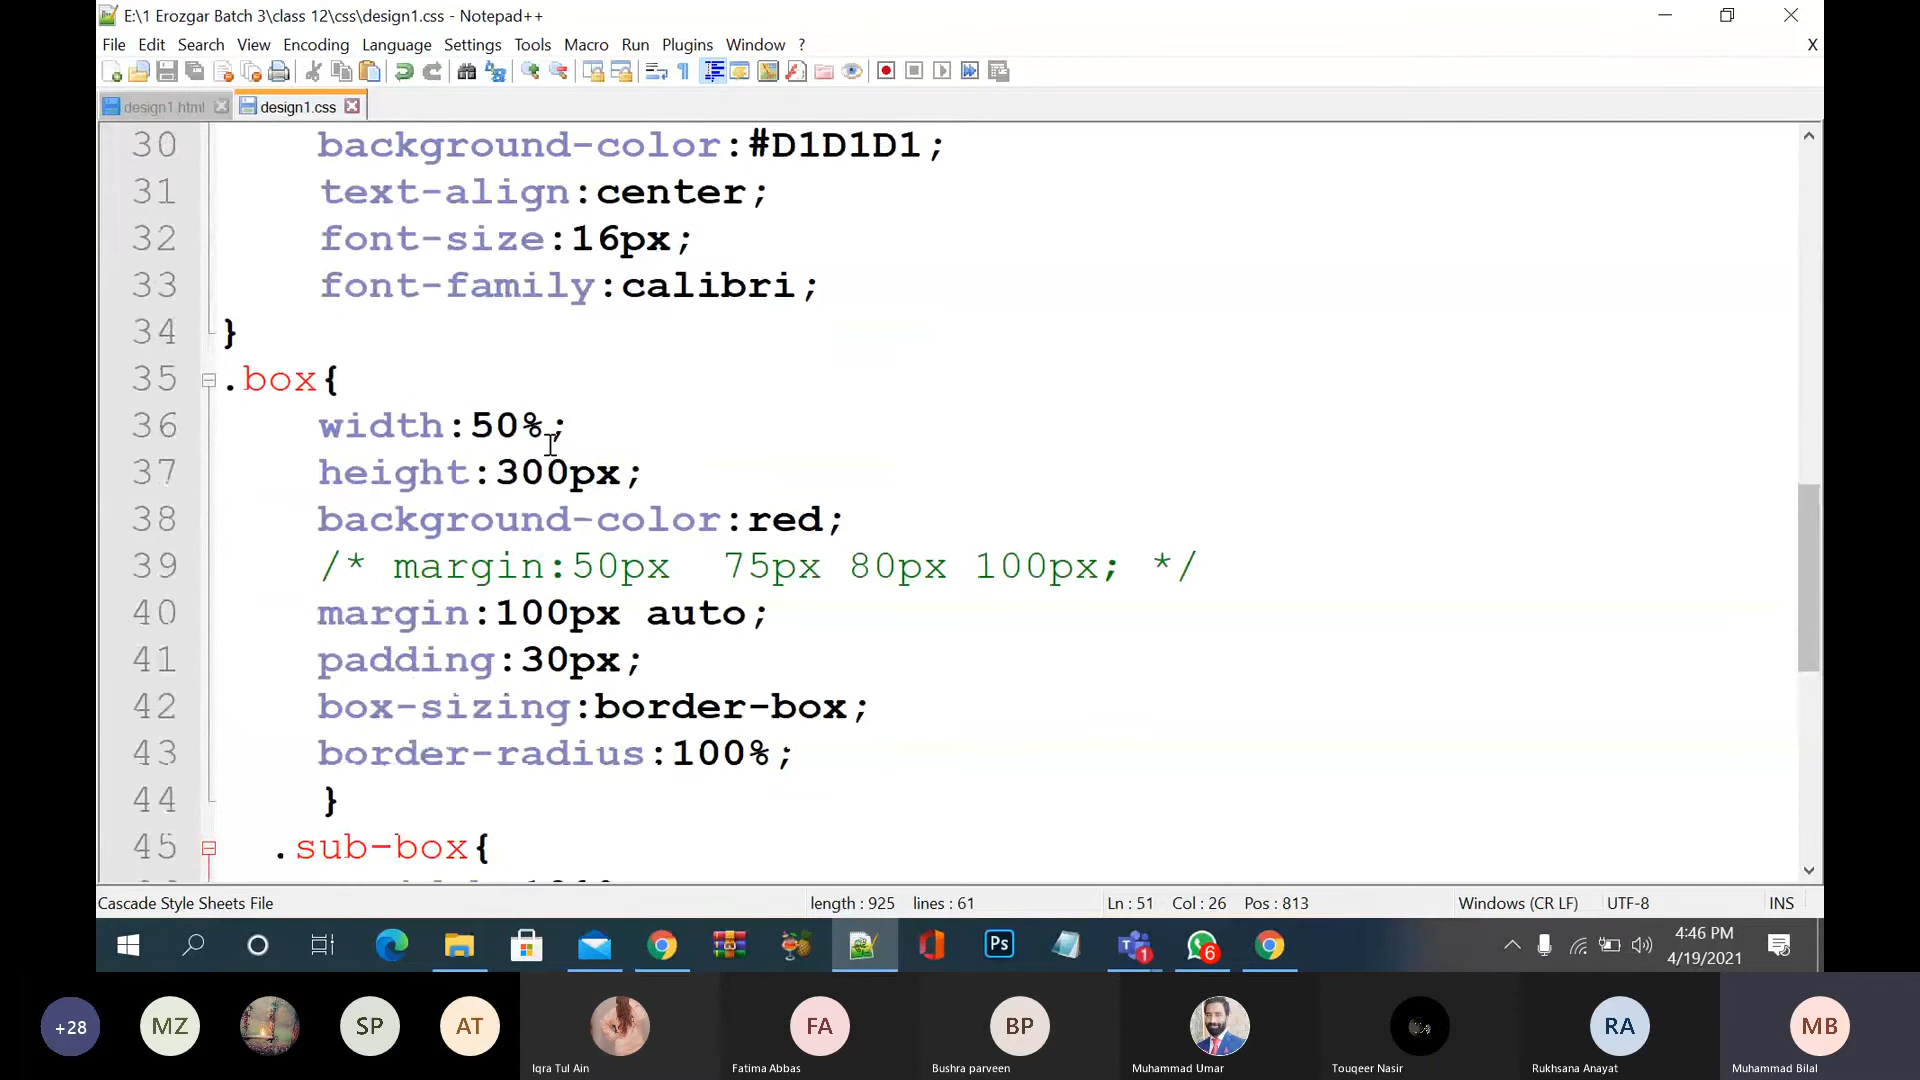 E:\1 Erozgar Batch 3\class 12\css\design1.css - Notepad++
File Edit Search View Encoding Language Settings Tools Macro Run Plugins Window ? X
design1.html design1.css
30 background-color:#D1D1D1;
31 text-align:center;
32 font-size:16px;
33 font-family:calibri;
34 }
35 .box{
36 width:50%;
37 height:300px;
38 background-color:red;
39 /* margin:50px  75px 80px 100px; */
40 margin:100px auto;
41 padding:30px;
42 box-sizing:border-box;
43 border-radius:100%;
44 }
45 .sub-box{
Cascade Style Sheets File length : 925 lines : 61 Ln : 51 Col : 26 Pos : 813 Windows (CR LF) UTF-8 INS
Ps 1 6 4:46 PM
4/19/2021
+28 MZ SP AT FA BP RA MB
Iqra Tul Ain Fatima Abbas Bushra parveen Muhammad Umar Touqeer Nasir Rukhsana Anayat Muhammad Bilal